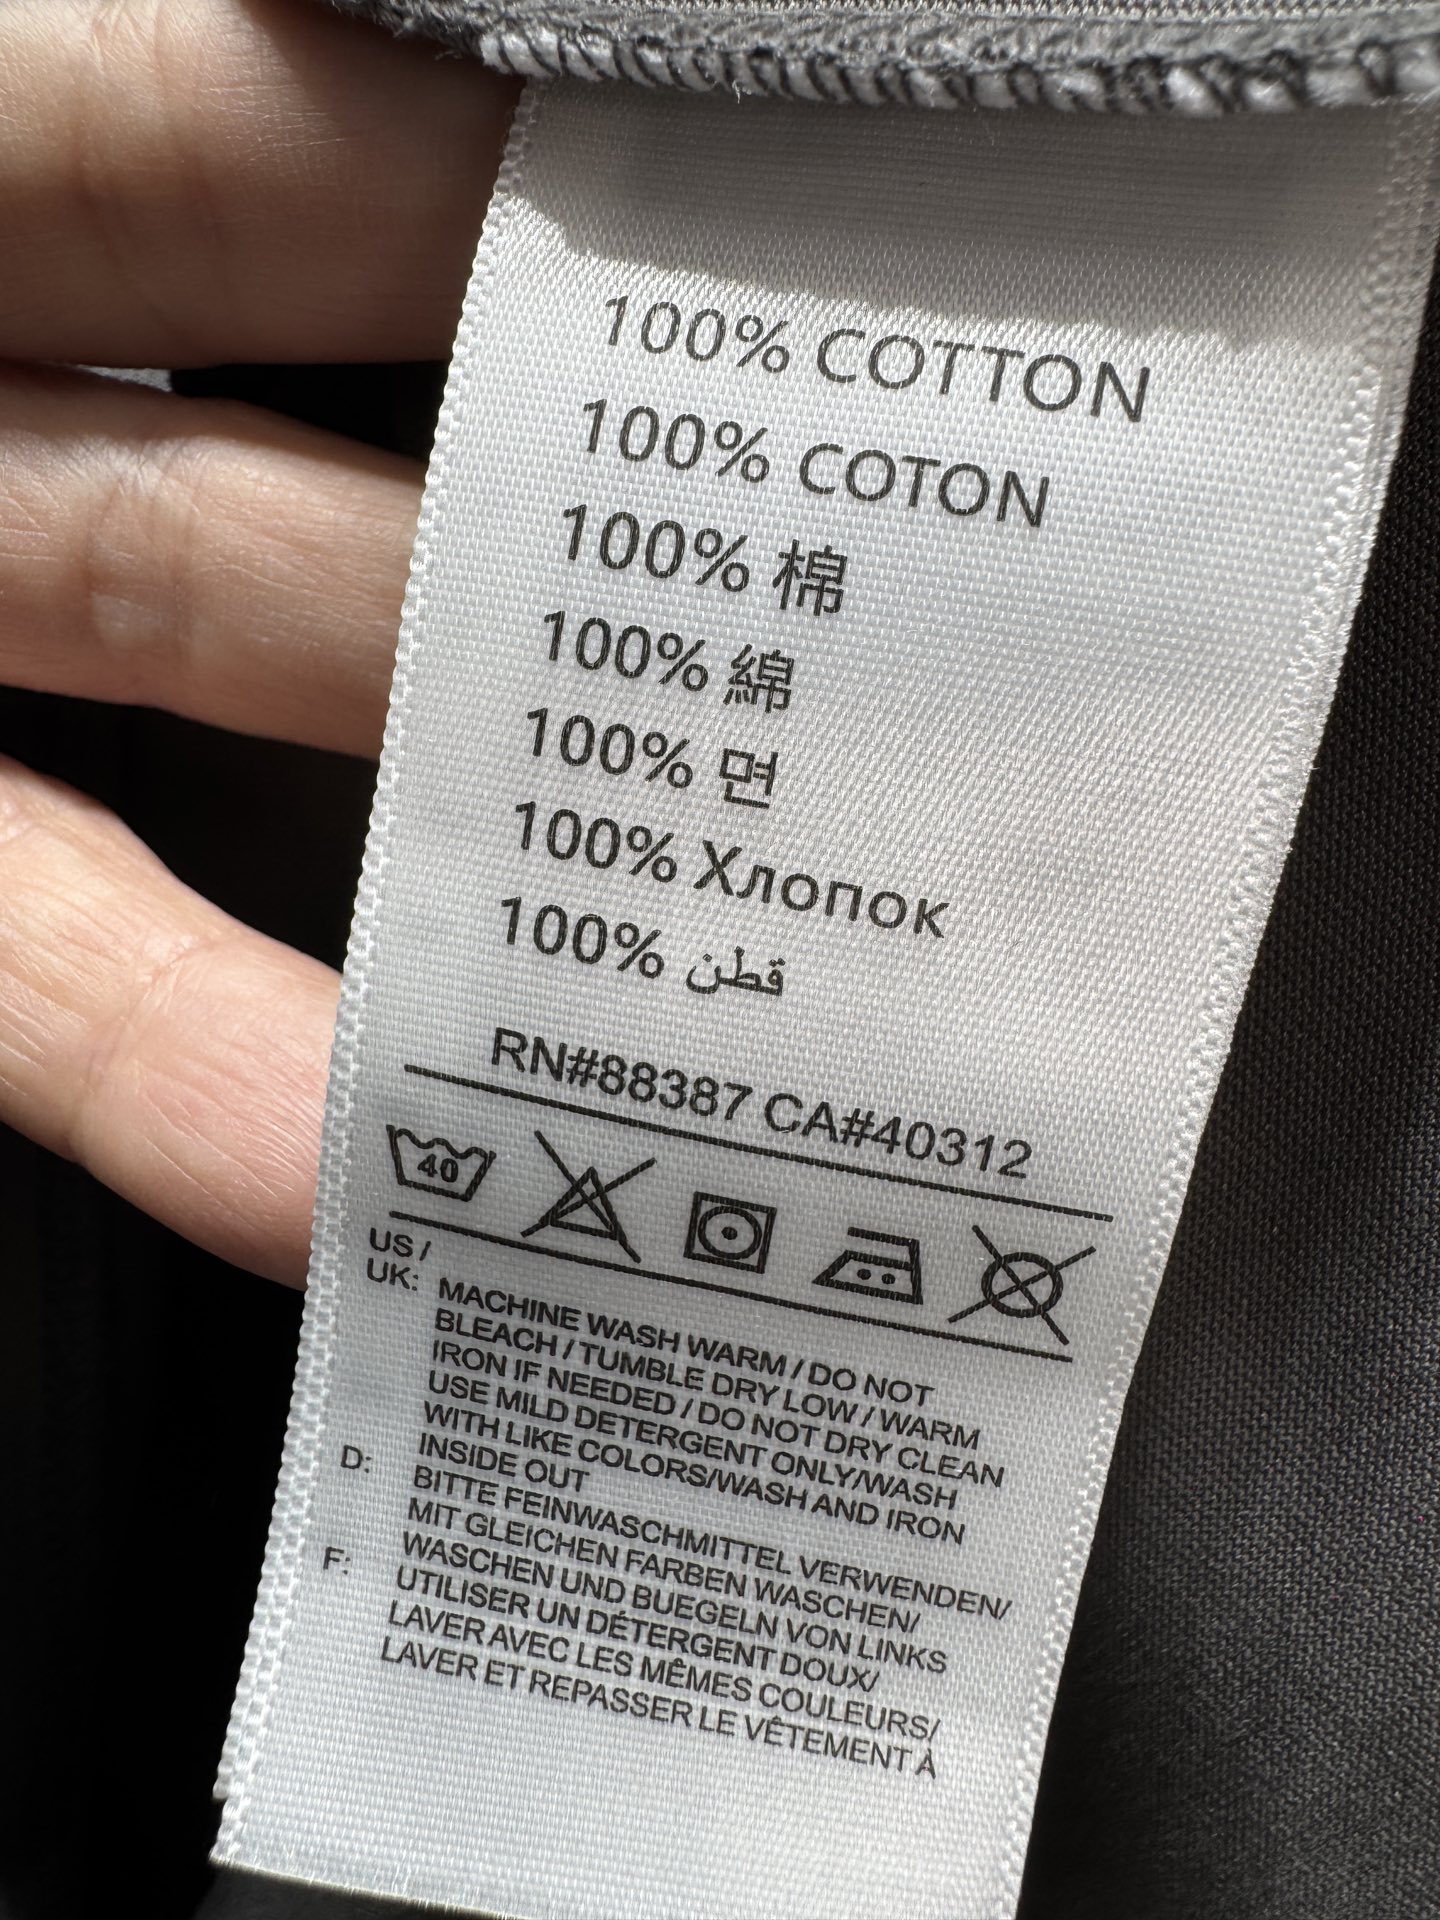 100% COTTON
100% COTON
100% 棉
100% 綿
100% 면
100% Хлопок
100% قطن
RN#88387 CA#40312
40
US /
UK: MACHINE WASH WARM / DO NOT
BLEACH / TUMBLE DRY LOW / WARM
IRON IF NEEDED / DO NOT DRY CLEAN
USE MILD DETERGENT ONLY/WASH
WITH LIKE COLORS/WASH AND IRON
INSIDE OUT
D: BITTE FEINWASCHMITTEL VERWENDEN/
MIT GLEICHEN FARBEN WASCHEN/
WASCHEN UND BUEGELN VON LINKS
F: UTILISER UN DÉTERGENT DOUX/
LAVER AVEC LES MÊMES COULEURS/
LAVER ET REPASSER LE VÊTEMENT À